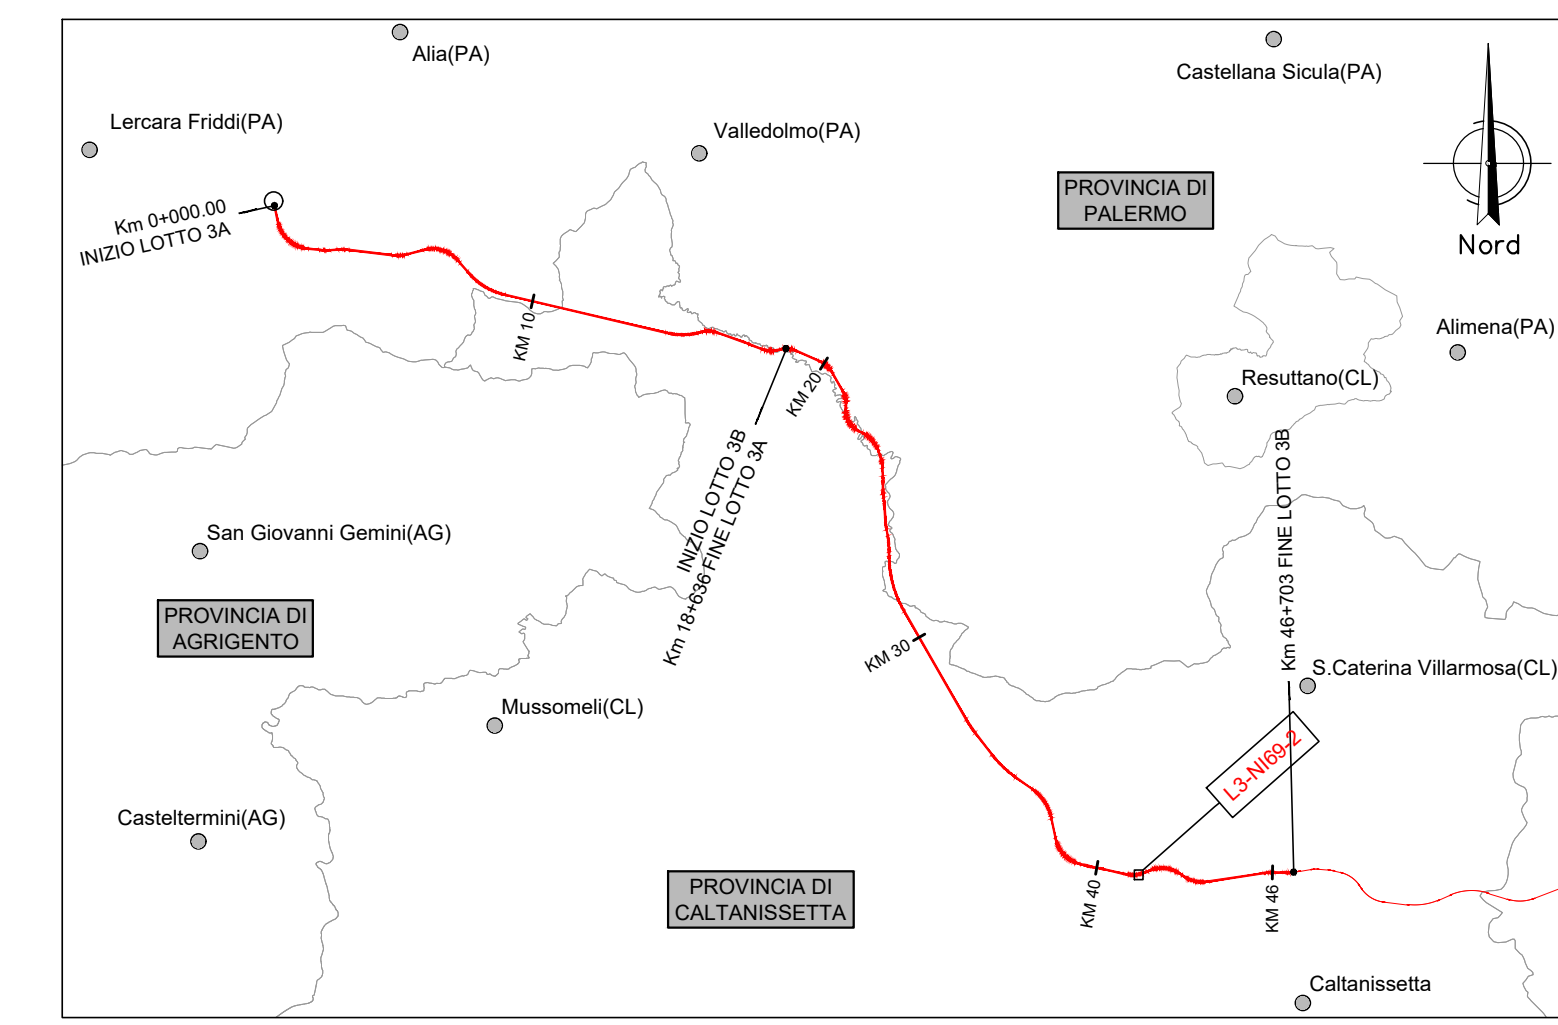 Alia(PA)
Castellana Sicula(PA)
Lercara Friddi(PA)
Valledolmo(PA)
PROVINCIA DI
PALERMO
Nord
Km 0+000.00
INIZIO LOTTO 3A
KM 10
Alimena(PA)
KM 20
Resuttano(CL)
INIZIO LOTTO 3B
Km 18+636 FINE LOTTO 3A
Km 46+703 FINE LOTTO 3B
San Giovanni Gemini(AG)
PROVINCIA DI
AGRIGENTO
KM 30
S.Caterina Villarmosa(CL)
Mussomeli(CL)
L3-NI69-2
Casteltermini(AG)
PROVINCIA DI
CALTANISSETTA
KM 40
KM 46
Caltanissetta